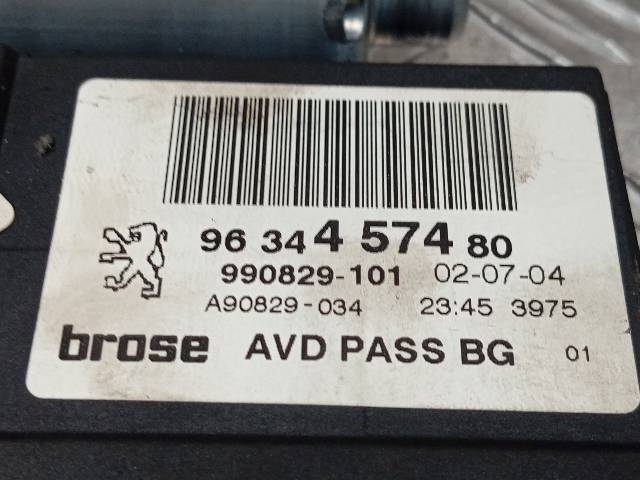 96 34 4 574 80
990829-101 02-07-04
A90829-034 23:45 3975
brose AVD PASS BG 01